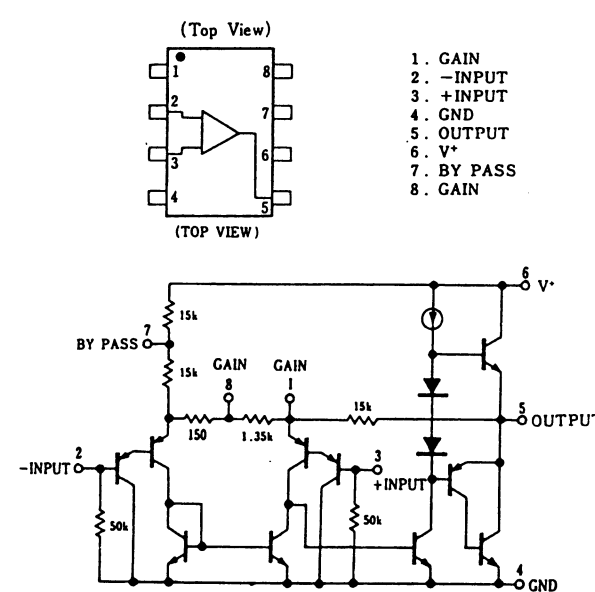 (Top View)
1
2
3
4
8
7
6
5
(TOP VIEW)
1. GAIN
2. −INPUT
3. +INPUT
4. GND
5. OUTPUT
6. V⁺
7. BY PASS
8. GAIN
6
V⁺
15k
7
BY PASS
15k
GAIN
8
GAIN
1
150
1.35k
15k
5
OUTPUT
2
−INPUT
3
+INPUT
50k
50k
4
GND